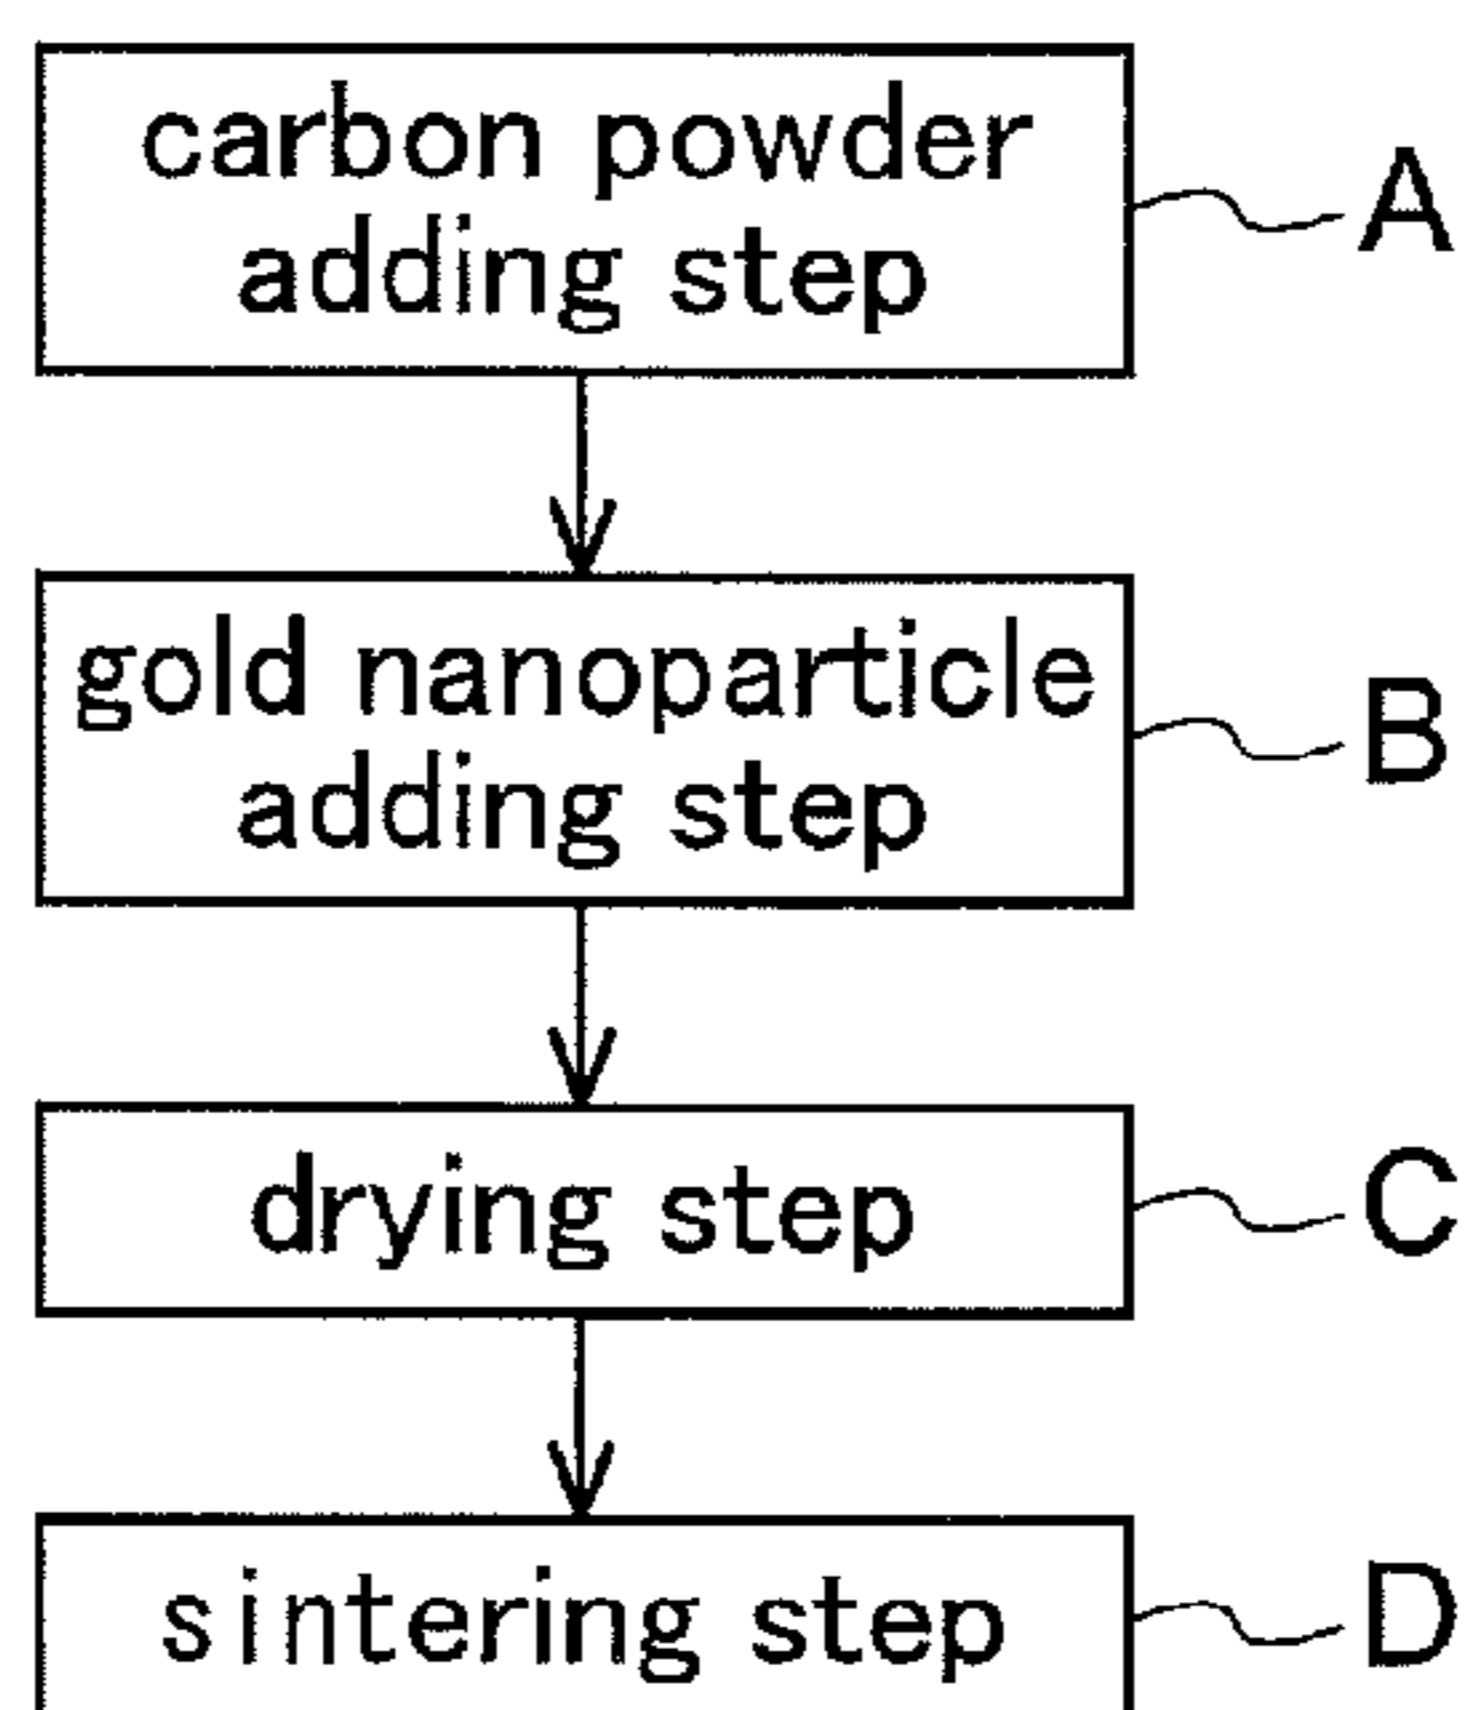 carbon powder
adding step
A
gold nanoparticle
adding step
B
drying step
C
sintering step
D